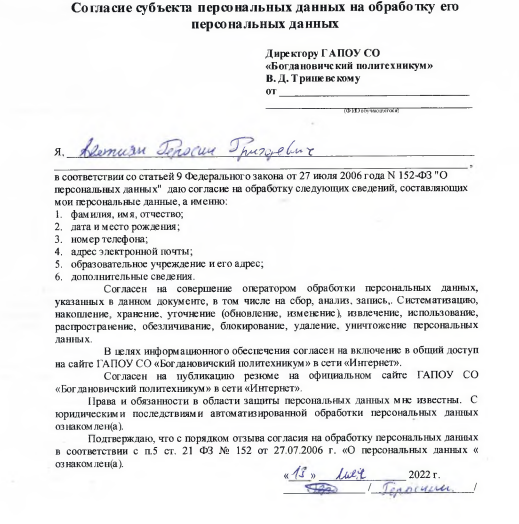 Согласие субъекта персональных данных на обработку его
персональных данных
Директору ГАПОУ СО
«Богдановичский политехникум»
В. Д. Тришевскому
от
(ФИО обучающегося)
Я, Григорьевич
в соответствии со статьей 9 Федерального закона от 27 июля 2006 года N 152-ФЗ "О
персональных данных" даю согласие на обработку следующих сведений, составляющих
мои персональные данные, а именно:
1. фамилия, имя, отчество;
2. дата и место рождения;
3. номер телефона;
4. адрес электронной почты;
5. образовательное учреждение и его адрес;
6. дополнительные сведения.
Согласен на совершение оператором обработки персональных данных,
указанных в данном документе, в том числе на сбор, анализ, запись,. Систематизацию,
накопление, хранение, уточнение (обновление, изменение), извлечение, использование,
распространение, обезличивание, блокирование, удаление, уничтожение персональных
данных.
В целях информационного обеспечения согласен на включение в общий доступ
на сайте ГАПОУ СО «Богдановичский политехникум» в сети «Интернет».
Согласен на публикацию резюме на официальном сайте ГАПОУ СО
«Богдановичский политехникум» в сети «Интернет».
Права и обязанности в области защиты персональных данных мне известны. С
юридическими последствиями автоматизированной обработки персональных данных
ознакомлен(а).
Подтверждаю, что с порядком отзыва согласия на обработку персональных данных
в соответствии с п.5 ст. 21 ФЗ № 152 от 27.07.2006 г. «О персональных данных «
ознакомлен(а).
« 13 » 2022 г.
/ /